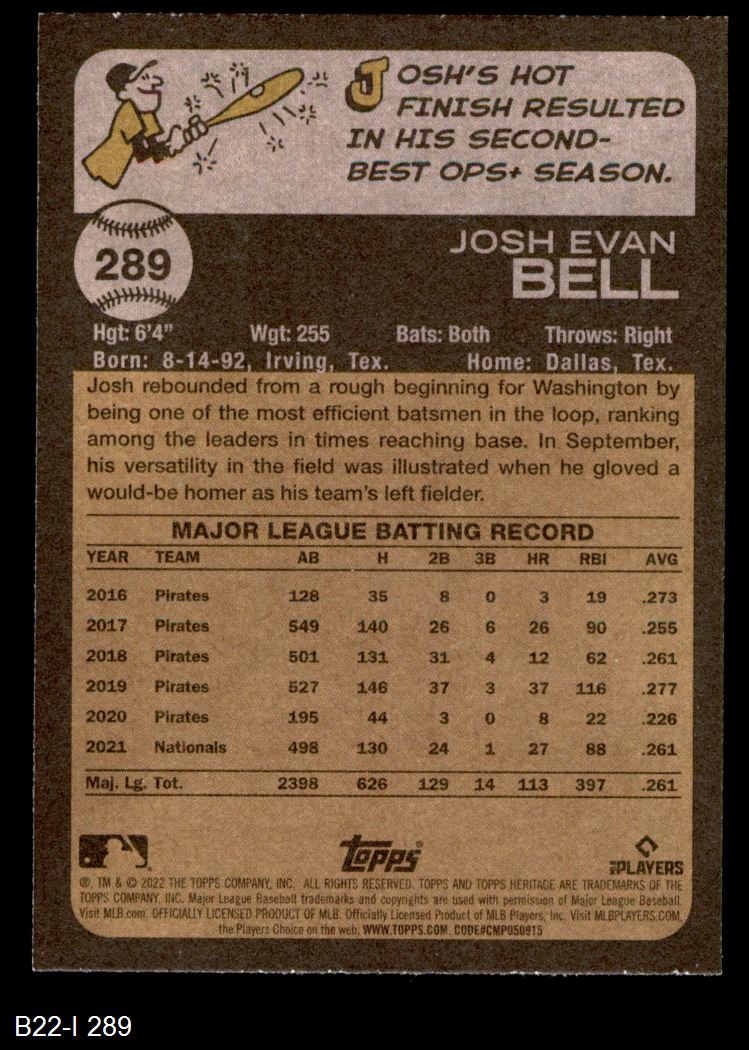 JOSH'S HOT
FINISH RESULTED
IN HIS SECOND-
BEST OPS+ SEASON.
289
JOSH EVAN
BELL
Hgt: 6'4" Wgt: 255 Bats: Both Throws: Right
Born: 8-14-92, Irving, Tex. Home: Dallas, Tex.
Josh rebounded from a rough beginning for Washington by
being one of the most efficient batsmen in the loop, ranking
among the leaders in times reaching base. In September,
his versatility in the field was illustrated when he gloved a
would-be homer as his team's left fielder.
MAJOR LEAGUE BATTING RECORD
YEAR TEAM AB H 2B 3B HR RBI AVG
2016 Pirates 128 35 8 0 3 19 .273
2017 Pirates 549 140 26 6 26 90 .255
2018 Pirates 501 131 31 4 12 62 .261
2019 Pirates 527 146 37 3 37 116 .277
2020 Pirates 195 44 3 0 8 22 .226
2021 Nationals 498 130 24 1 27 88 .261
Maj. Lg. Tot. 2398 626 129 14 113 397 .261
Topps®
MLB PLAYERS
®, TM & © 2022 THE TOPPS COMPANY, INC. ALL RIGHTS RESERVED. TOPPS AND TOPPS HERITAGE ARE TRADEMARKS OF THE
TOPPS COMPANY, INC. Major League Baseball trademarks and copyrights are used with permission of Major League Baseball.
Visit MLB.com. OFFICIALLY LICENSED PRODUCT OF MLB. Officially Licensed Product of MLB Players, Inc. Visit MLBPLAYERS.COM,
the Players Choice on the web. WWW.TOPPS.COM. CODE#CMP050915
B22-I 289